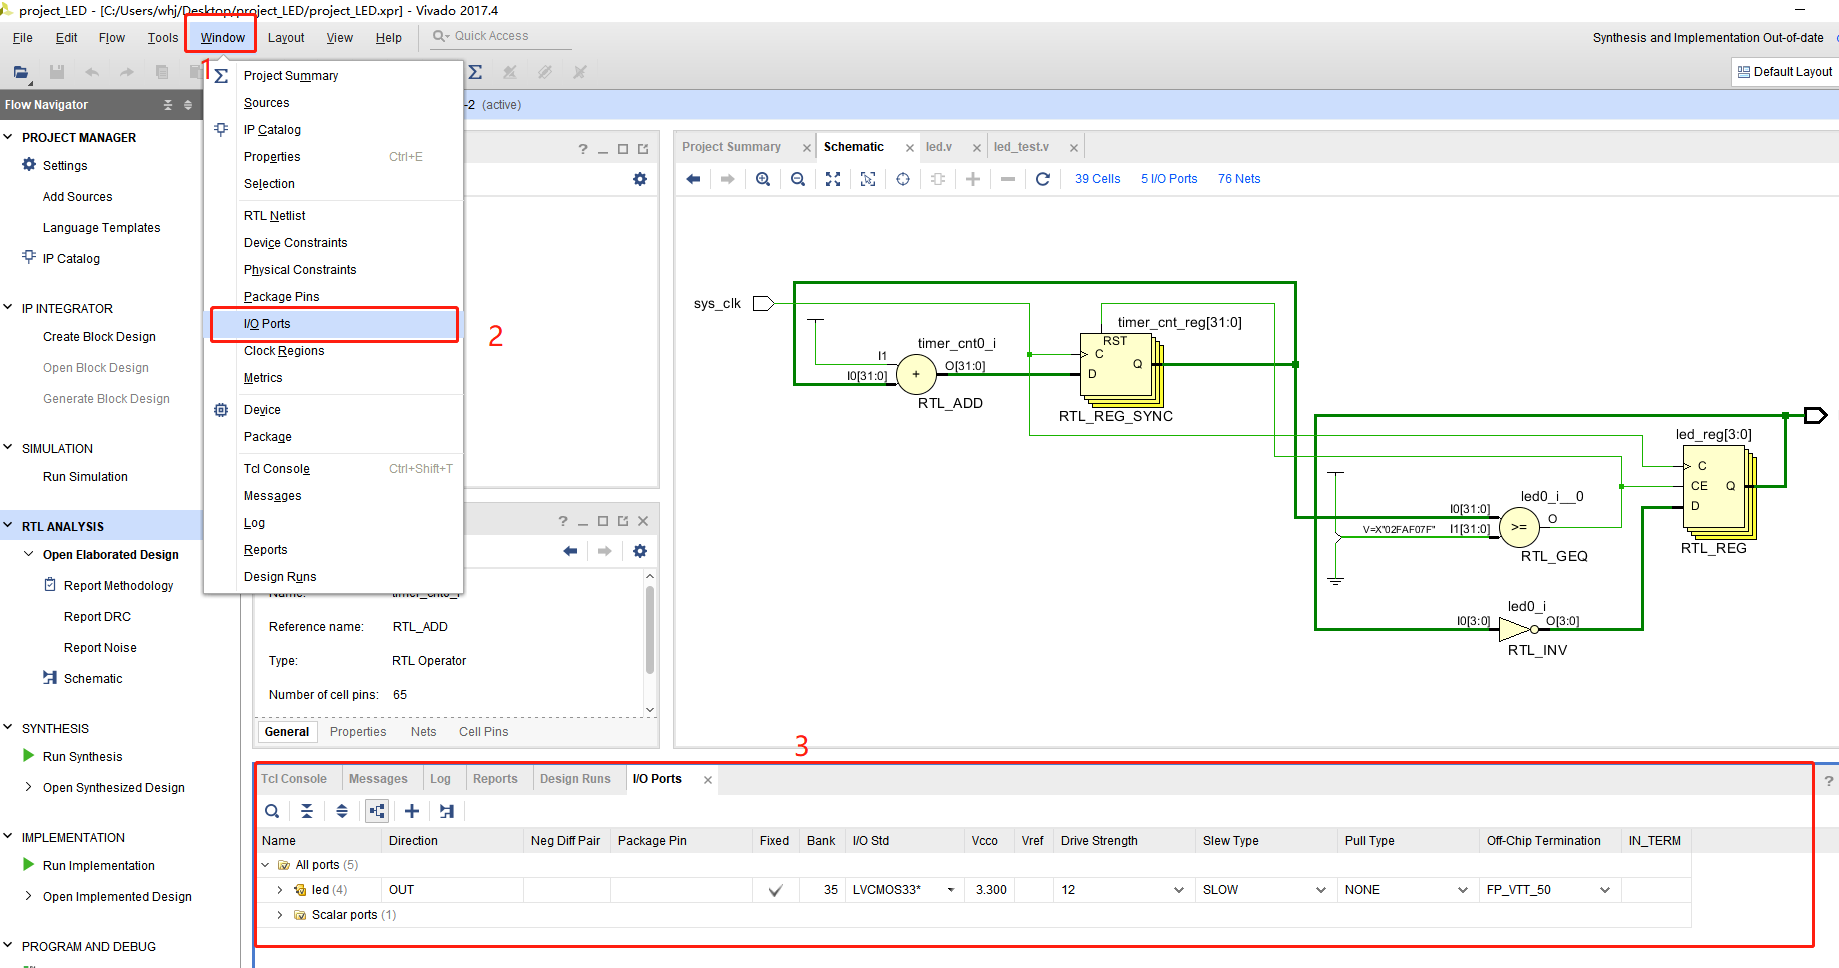 project_LED - [C:/Users/whj/Desktop/project_LED/project_LED.xpr] - Vivado 2017.4
File Edit Flow Tools Window Layout View Help Quick Access
Synthesis and Implementation Out-of-date
1
Default Layout
Flow Navigator
-2 (active)
PROJECT MANAGER
Settings
Add Sources
Language Templates
IP Catalog
IP INTEGRATOR
Create Block Design
Open Block Design
Generate Block Design
SIMULATION
Run Simulation
RTL ANALYSIS
Open Elaborated Design
Report Methodology
Report DRC
Report Noise
Schematic
SYNTHESIS
Run Synthesis
Open Synthesized Design
IMPLEMENTATION
Run Implementation
Open Implemented Design
PROGRAM AND DEBUG
Project Summary
Sources
IP Catalog
Properties Ctrl+E
Selection
RTL Netlist
Device Constraints
Physical Constraints
Package Pins
I/O Ports
2
Clock Regions
Metrics
Device
Package
Tcl Console Ctrl+Shift+T
Messages
Log
Reports
Design Runs
Name: timer_cnt0_i
Reference name: RTL_ADD
Type: RTL Operator
Number of cell pins: 65
General Properties Nets Cell Pins
Project Summary Schematic led.v led_test.v
39 Cells 5 I/O Ports 76 Nets
sys_clk
timer_cnt0_i
I1
I0[31:0]
+
O[31:0]
RTL_ADD
timer_cnt_reg[31:0]
RST
C
D
Q
RTL_REG_SYNC
led0_i__0
I0[31:0]
V=X"02FAF07F" I1[31:0]
>=
O
RTL_GEQ
led_reg[3:0]
C
CE Q
D
RTL_REG
led0_i
I0[3:0] O[3:0]
RTL_INV
3
Tcl Console Messages Log Reports Design Runs I/O Ports
Name Direction Neg Diff Pair Package Pin Fixed Bank I/O Std Vcco Vref Drive Strength Slew Type Pull Type Off-Chip Termination IN_TERM
All ports (5)
led (4) OUT 35 LVCMOS33* 3.300 12 SLOW NONE FP_VTT_50
Scalar ports (1)